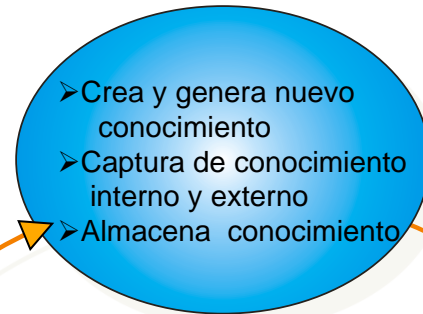 ➢Crea y genera nuevo
conocimiento
➢Captura de conocimiento
interno y externo
➢Almacena conocimiento